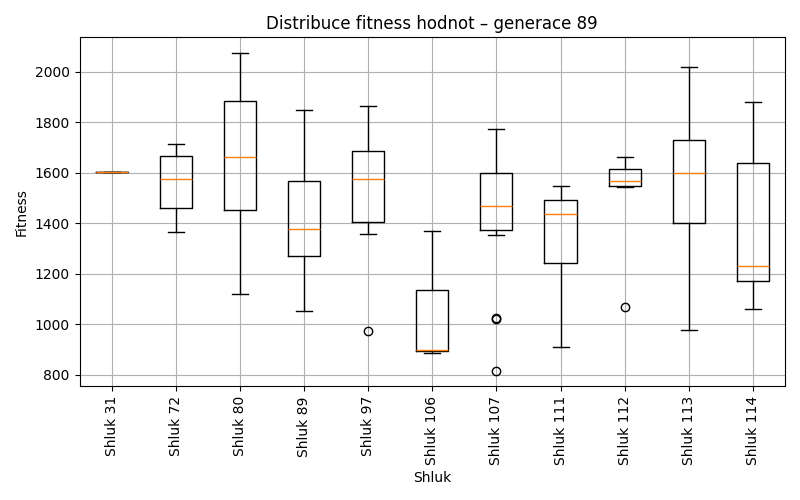 Distribuce fitness hodnot – generace 89
Fitness
2000
1800
1600
1400
1200
1000
800
Shluk 31
Shluk 72
Shluk 80
Shluk 89
Shluk 97
Shluk 106
Shluk 107
Shluk 111
Shluk 112
Shluk 113
Shluk 114
Shluk